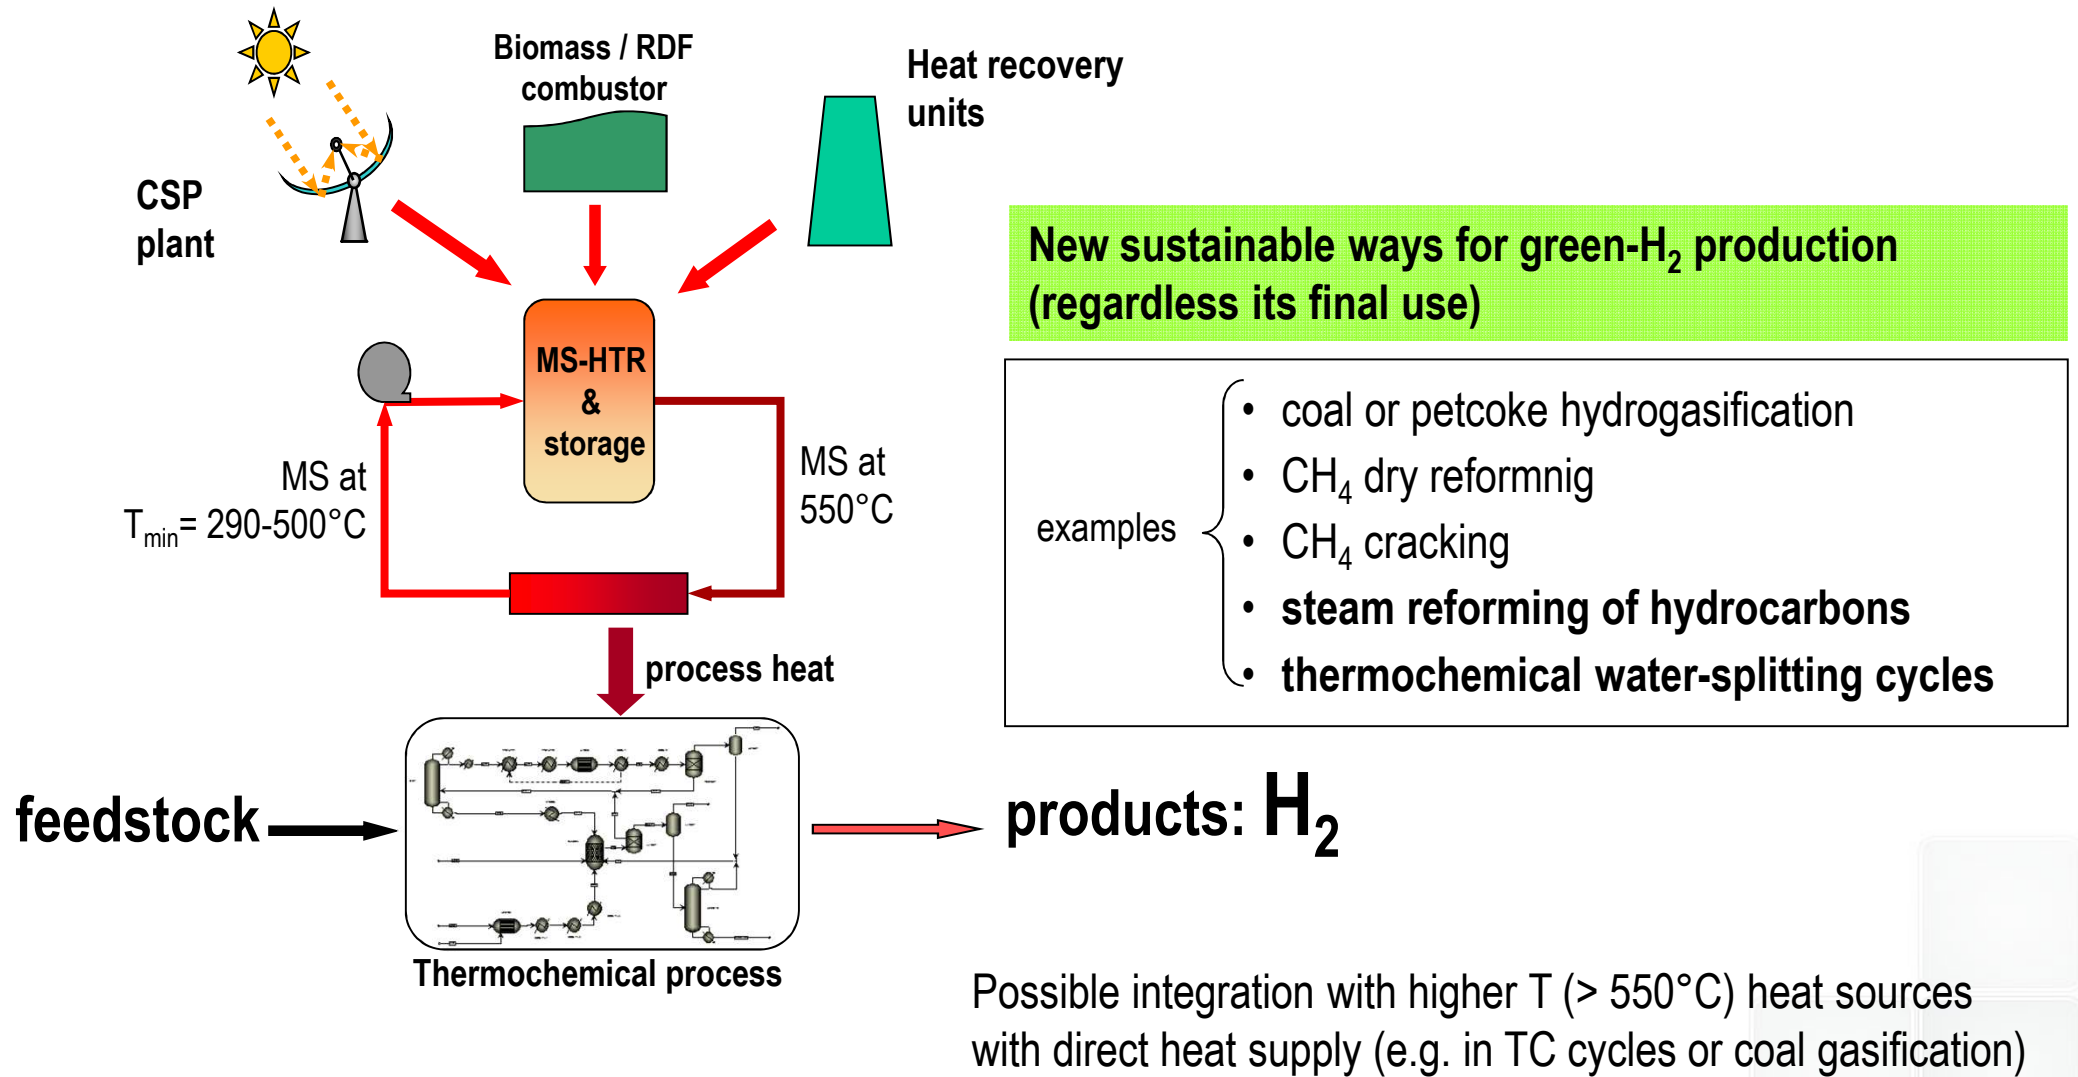 Biomass / RDF
combustor
Heat recovery
units
CSP
plant
New sustainable ways for green-H₂ production
(regardless its final use)
MS-HTR
&
storage
MS at
T_min= 290-500°C
MS at
550°C
examples
• coal or petcoke hydrogasification
• CH₄ dry reformnig
• CH₄ cracking
• steam reforming of hydrocarbons
• thermochemical water-splitting cycles
process heat
feedstock
products: H₂
Thermochemical process
Possible integration with higher T (> 550°C) heat sources
with direct heat supply (e.g. in TC cycles or coal gasification)